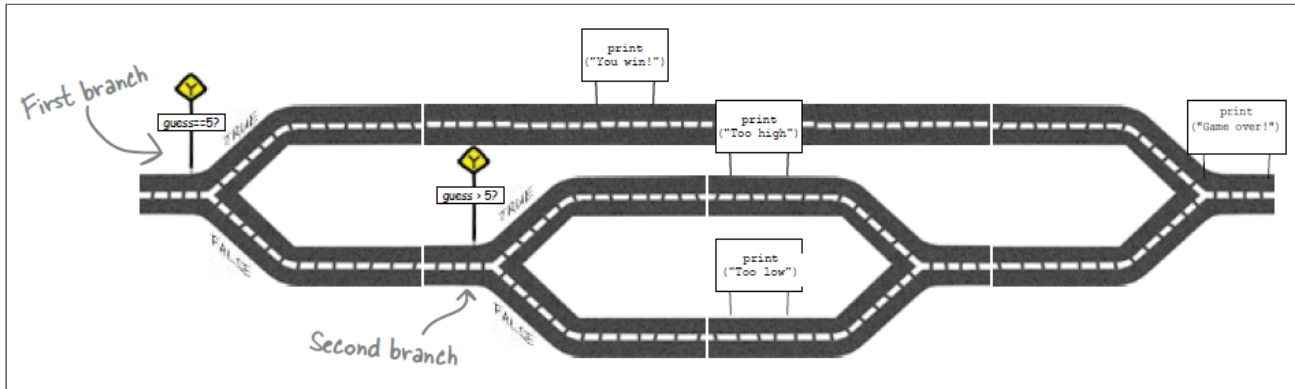 First branch
guess==5?
TRUE
FALSE
print
("You win!")
guess > 5?
TRUE
FALSE
Second branch
print
("Too high")
print
("Too low")
print
("Game over!")